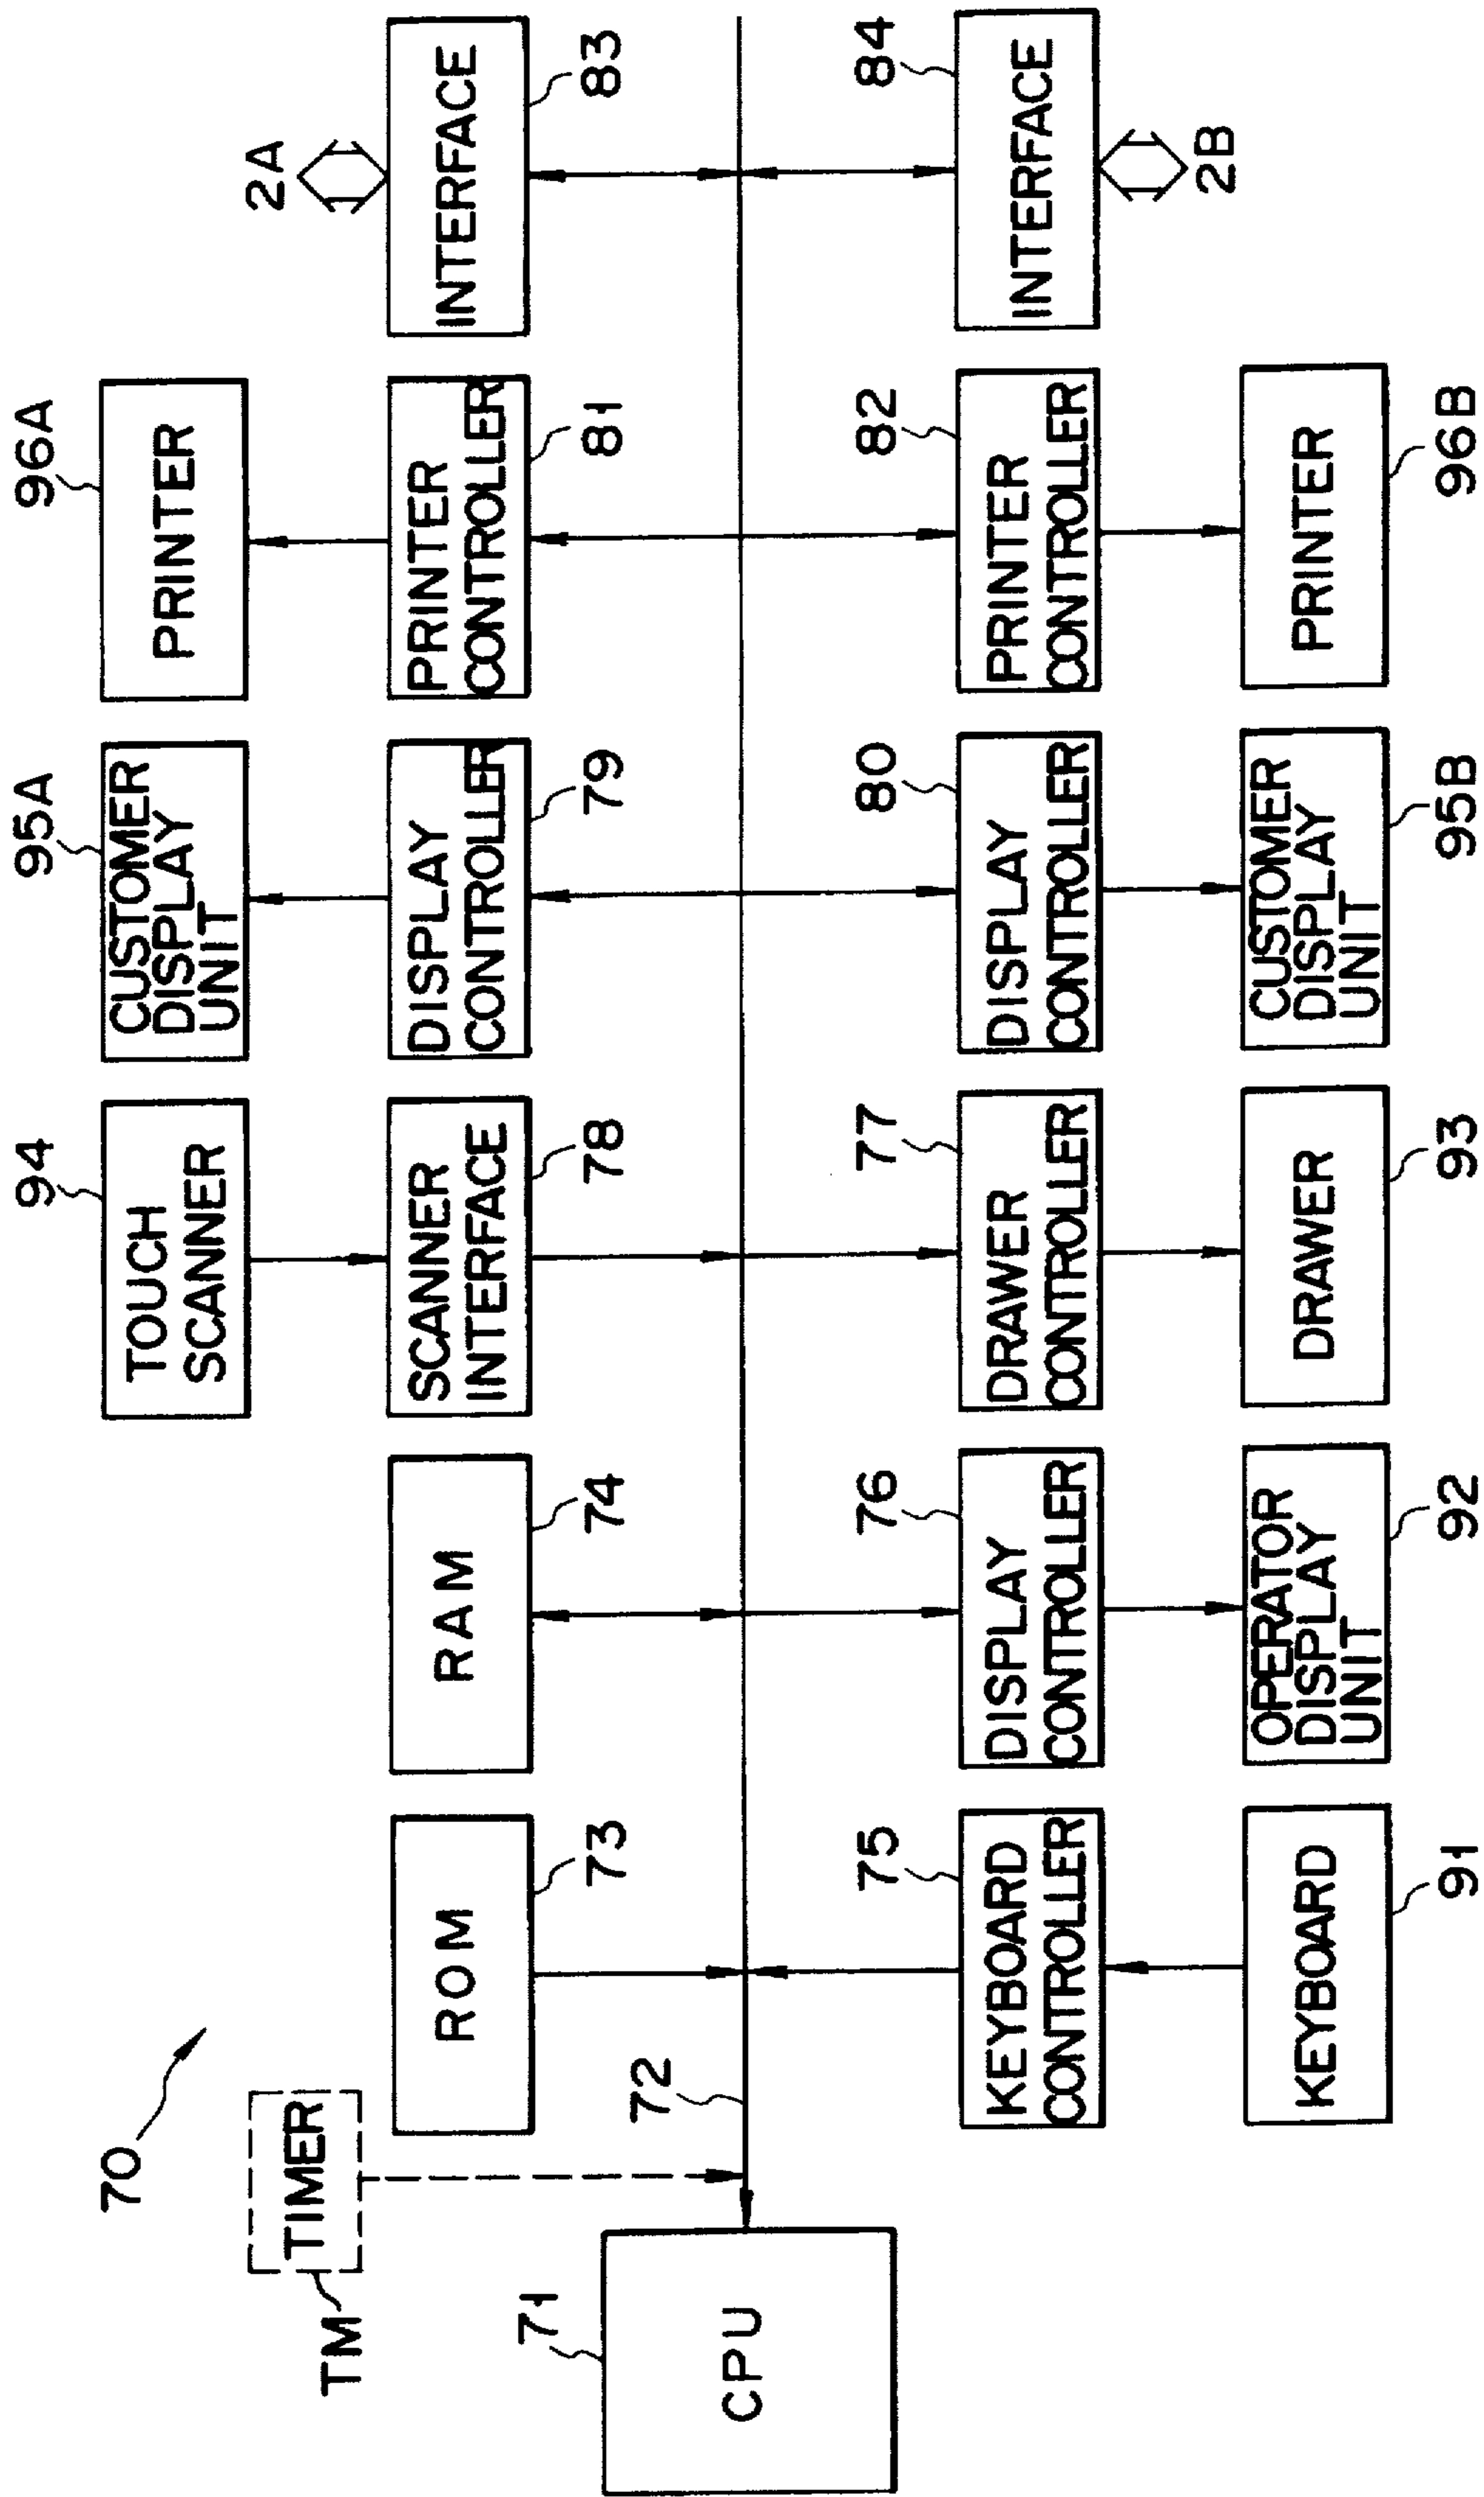 70
TM
TIMER
71
CPU
72
ROM
73
RAM
74
94
TOUCH
SCANNER
SCANNER
INTERFACE
78
95A
CUSTOMER
DISPLAY
UNIT
DISPLAY
CONTROLLER
79
96A
PRINTER
PRINTER
CONTROLLER
81
2A
INTERFACE
83
75
KEYBOARD
CONTROLLER
KEYBOARD
91
76
DISPLAY
CONTROLLER
OPERATOR
DISPLAY
UNIT
92
77
DRAWER
CONTROLLER
DRAWER
93
80
DISPLAY
CONTROLLER
CUSTOMER
DISPLAY
UNIT
95B
82
PRINTER
CONTROLLER
PRINTER
96B
84
INTERFACE
2B